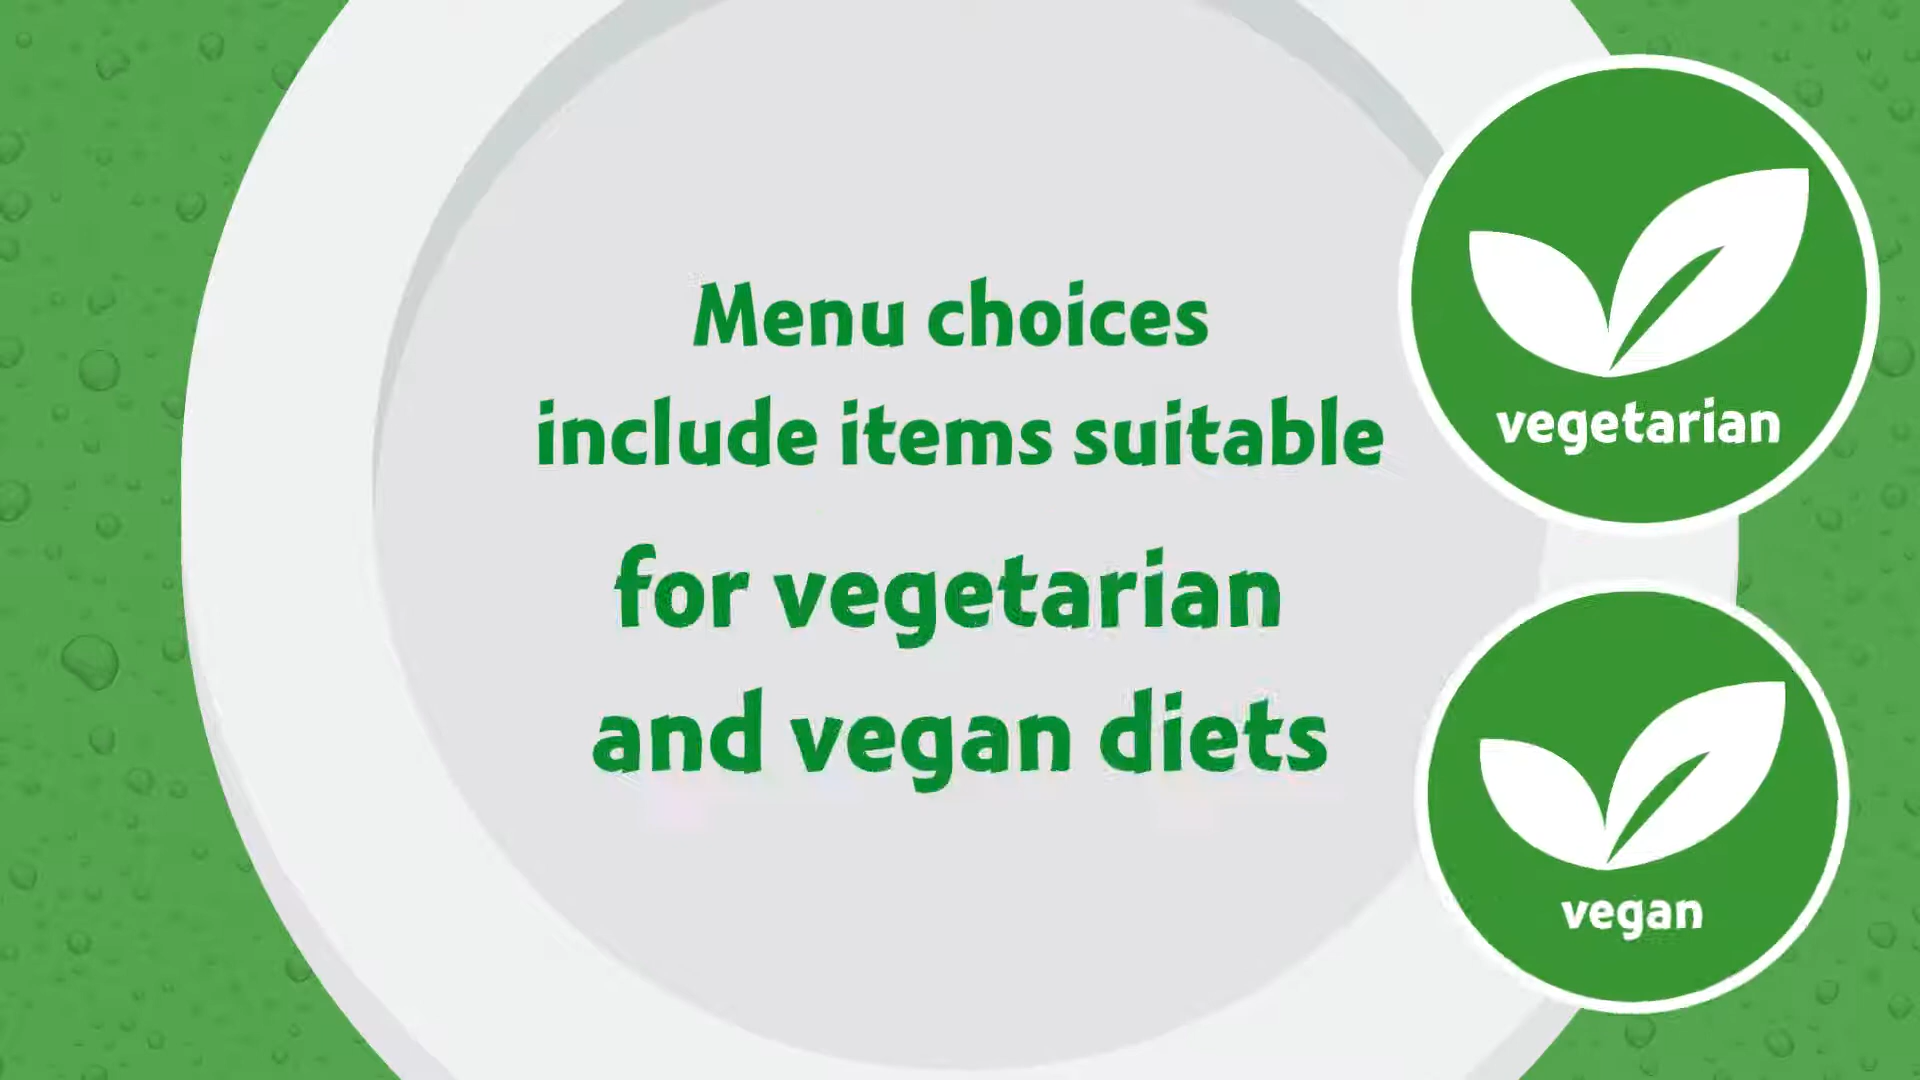 Menu choices
include items suitable
for vegetarian
and vegan diets
vegetarian
vegan